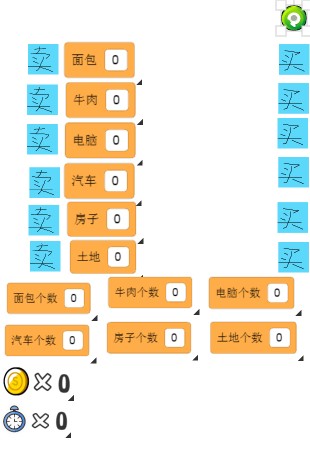 卖 面包 0 买
卖 牛肉 0 买
卖 电脑 0 买
卖 汽车 0 买
卖 房子 0 买
卖 土地 0 买
面包个数 0 牛肉个数 0 电脑个数 0
汽车个数 0 房子个数 0 土地个数 0
$ × 0
× 0